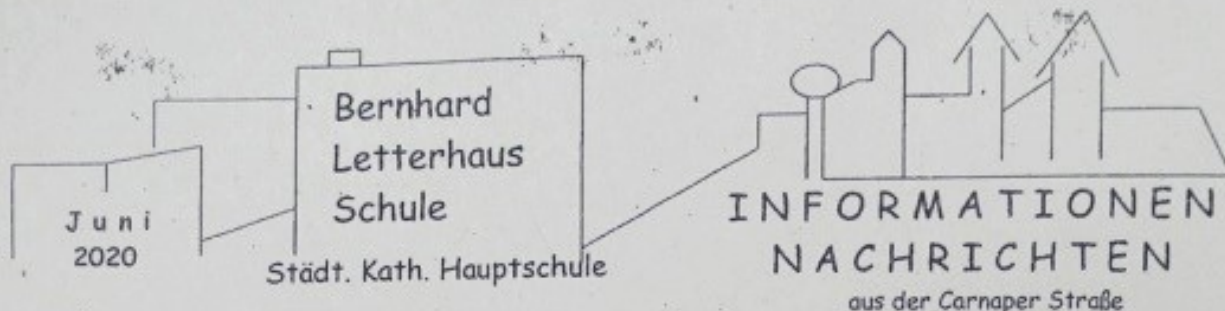 Juni
2020
Bernhard
Letterhaus
Schule
Städt. Kath. Hauptschule
INFORMATIONEN
NACHRICHTEN
aus der Carnaper Straße